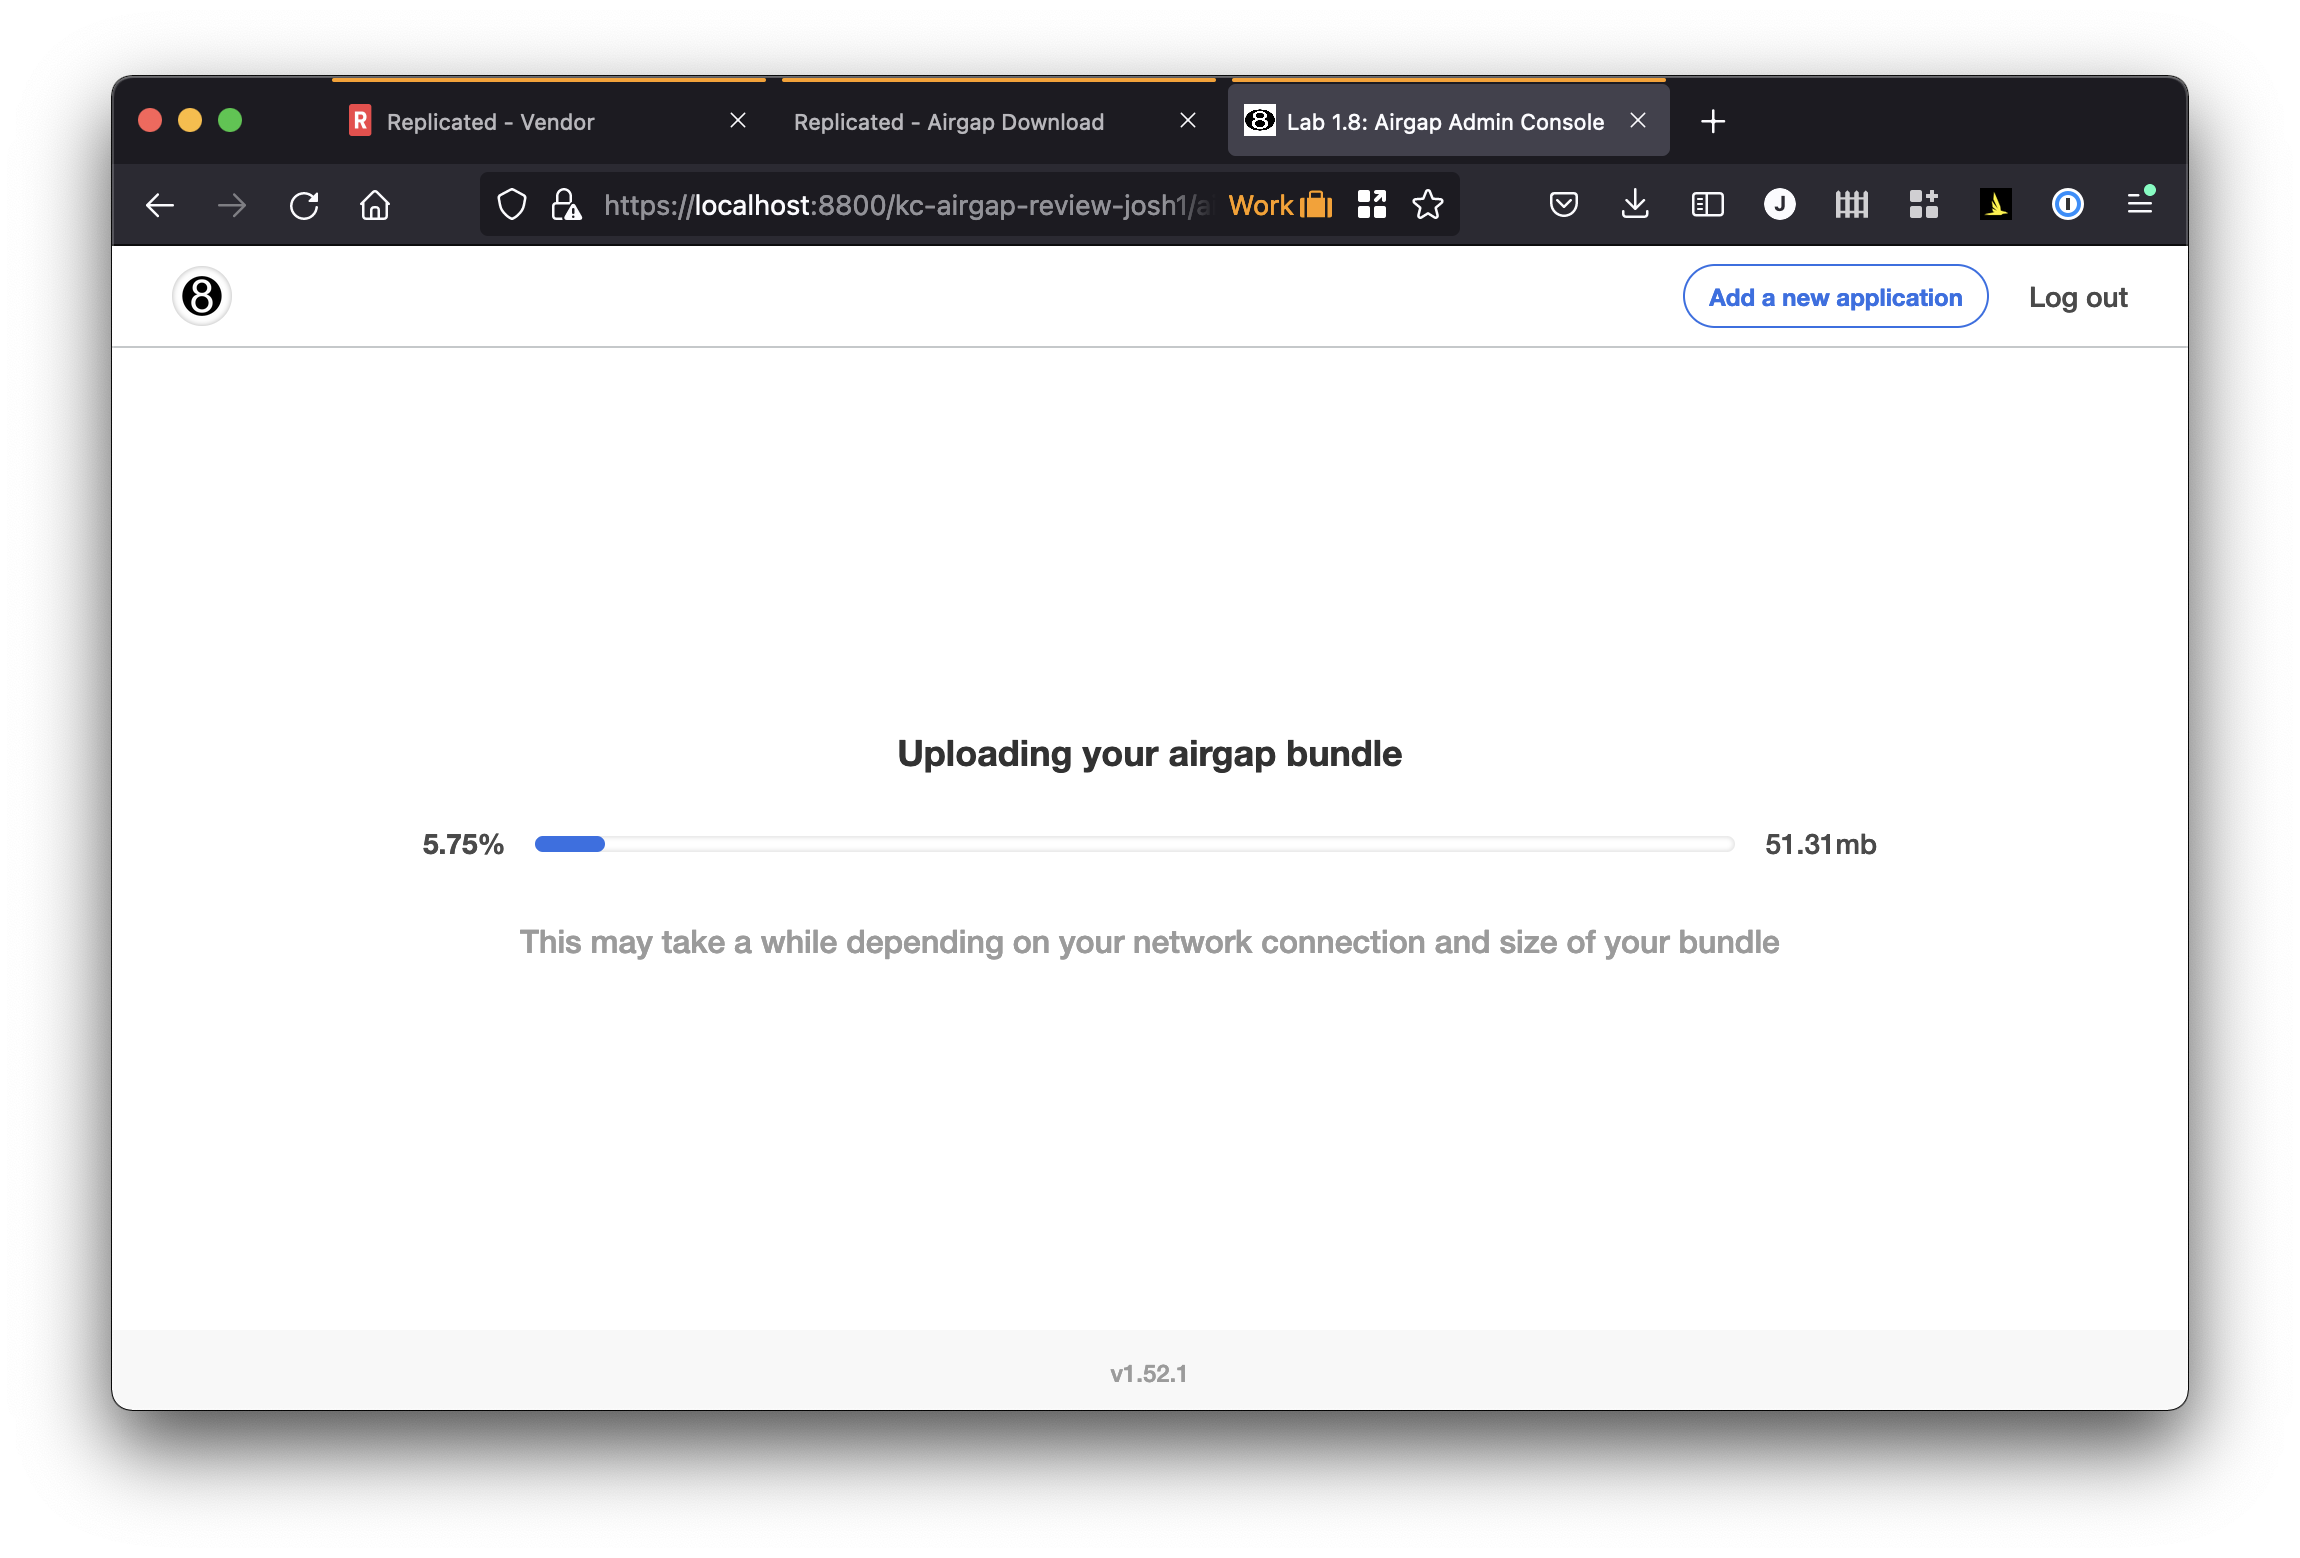 Replicated - Vendor
Replicated - Airgap Download
8 Lab 1.8: Airgap Admin Console
https://localhost:8800/kc-airgap-review-josh1/ Work
8
Add a new application
Log out
Uploading your airgap bundle
5.75%
51.31mb
This may take a while depending on your network connection and size of your bundle
v1.52.1